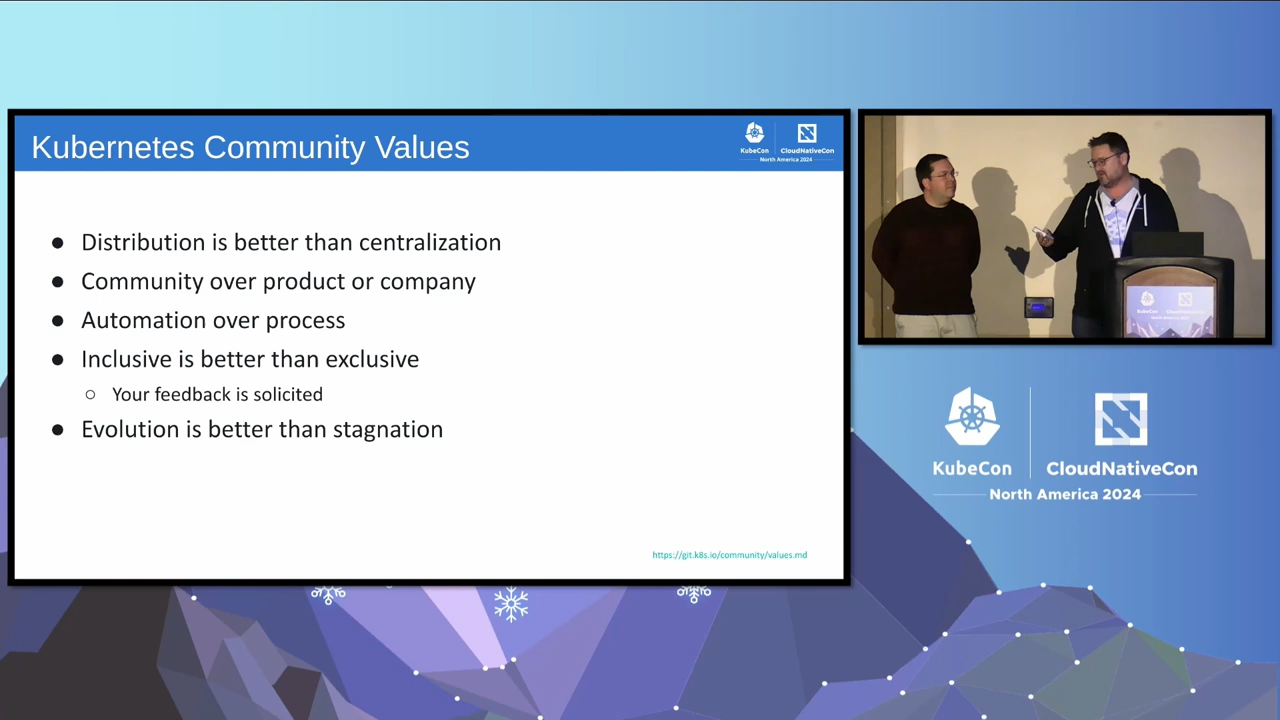 Kubernetes Community Values
KubeCon
CloudNativeCon
North America 2024
● Distribution is better than centralization
● Community over product or company
● Automation over process
● Inclusive is better than exclusive
○ Your feedback is solicited
● Evolution is better than stagnation
https://git.k8s.io/community/values.md
KubeCon
CloudNativeCon
North America 2024